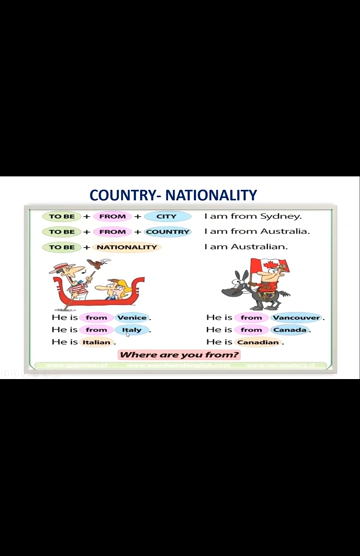 COUNTRY- NATIONALITY
TO BE + FROM + CITY I am from Sydney.
TO BE + FROM + COUNTRY I am from Australia.
TO BE + NATIONALITY I am Australian.
He is from Venice. He is from Vancouver.
He is from Italy. He is from Canada.
He is Italian. He is Canadian.
Where are you from?